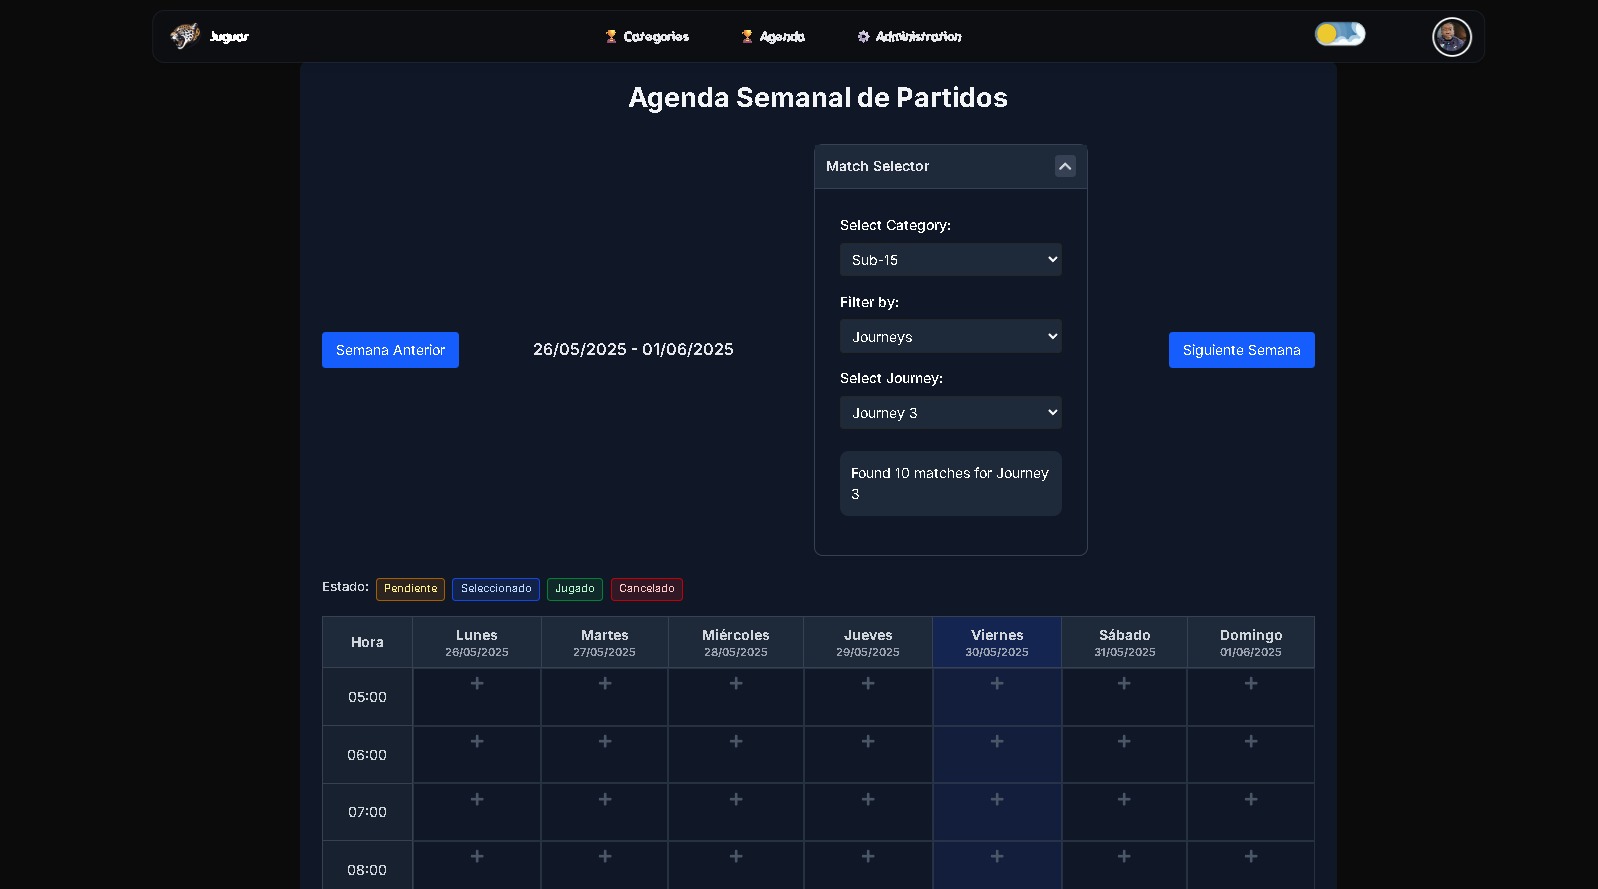 Juguar
Categories
Agenda
Administration
Agenda Semanal de Partidos
Match Selector
Select Category:
Sub-15
Filter by:
Journeys
Select Journey:
Journey 3
Found 10 matches for Journey
3
Semana Anterior
26/05/2025 - 01/06/2025
Siguiente Semana
Estado: Pendiente Seleccionado Jugado Cancelado
Hora Lunes Martes Miércoles Jueves Viernes Sábado Domingo
26/05/2025 27/05/2025 28/05/2025 29/05/2025 30/05/2025 31/05/2025 01/06/2025
05:00 + + + + + + +
06:00 + + + + + + +
07:00 + + + + + + +
08:00 + + + + + + +